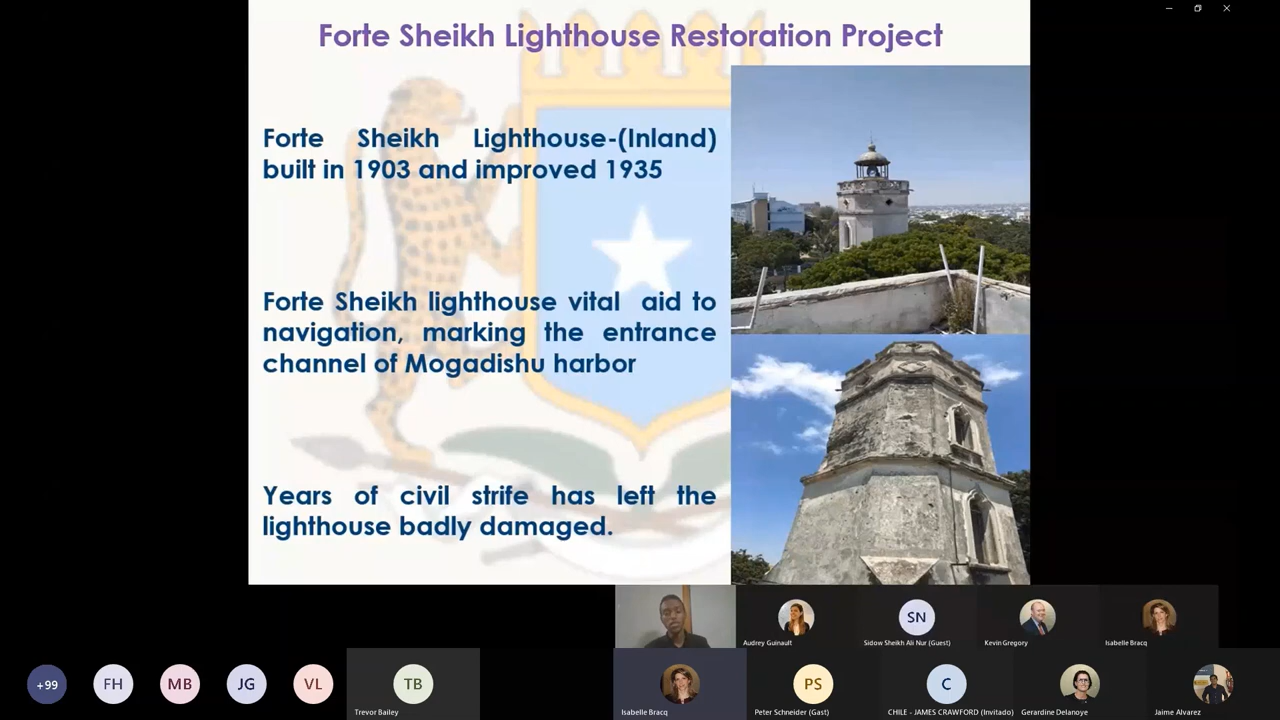 Forte Sheikh Lighthouse Restoration Project
Forte Sheikh Lighthouse-(Inland)
built in 1903 and improved 1935
Forte Sheikh lighthouse vital aid to
navigation, marking the entrance
channel of Mogadishu harbor
Years of civil strife has left the
lighthouse badly damaged.
Audrey Guinault
SN
Sidow Sheikh Ali Nur (Guest)
Kevin Gregory
Isabelle Bracq
+99
FH
MB
JG
VL
TB
Trevor Bailey
Isabelle Bracq
PS
Peter Schneider (Gast)
C
CHILE - JAMES CRAWFORD (Invitado)
Gerardine Delanoye
Jaime Alvarez